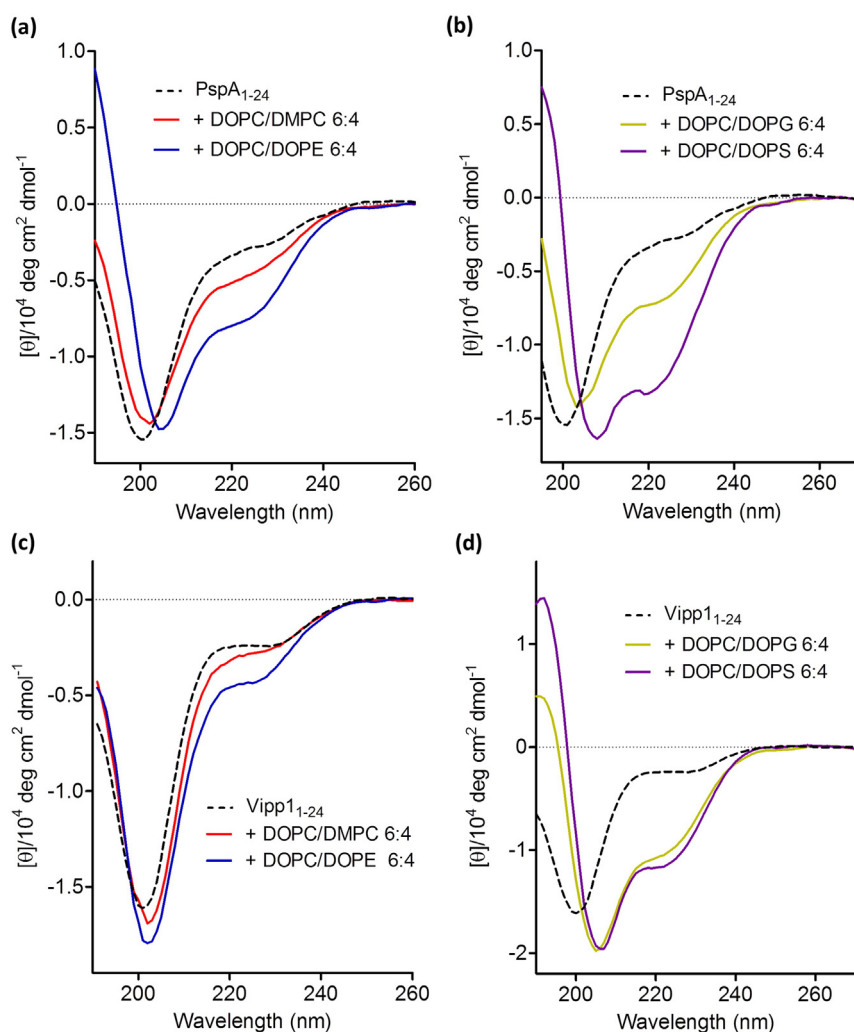 (a)
1.0
0.5
0.0
-0.5
-1.0
-1.5
[θ]/10⁴ deg cm² dmol⁻¹
PspA₁₋₂₄
+ DOPC/DMPC 6:4
+ DOPC/DOPE 6:4
200 220 240 260
Wavelength (nm)
(b)
1.0
0.5
0.0
-0.5
-1.0
-1.5
[θ]/10⁴ deg cm² dmol⁻¹
PspA₁₋₂₄
+ DOPC/DOPG 6:4
+ DOPC/DOPS 6:4
200 220 240 260
Wavelength (nm)
(c)
0.0
-0.5
-1.0
-1.5
[θ]/10⁴ deg cm² dmol⁻¹
Vipp1₁₋₂₄
+ DOPC/DMPC 6:4
+ DOPC/DOPE 6:4
200 220 240 260
Wavelength (nm)
(d)
1
0
-1
-2
[θ]/10⁴ deg cm² dmol⁻¹
Vipp1₁₋₂₄
+ DOPC/DOPG 6:4
+ DOPC/DOPS 6:4
200 220 240 260
Wavelength (nm)